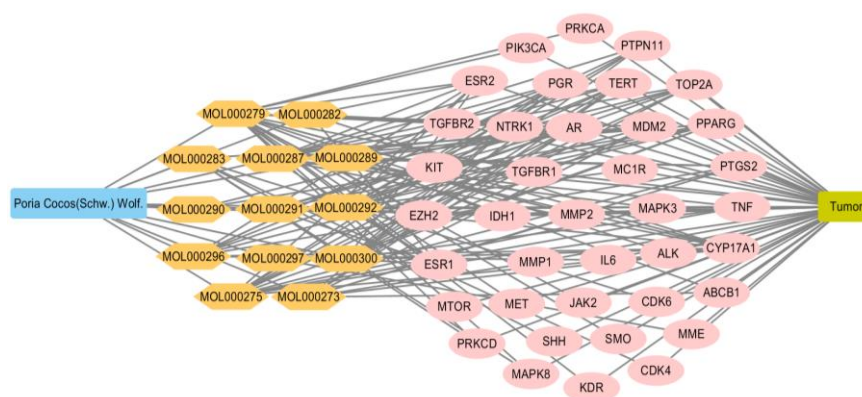 PRKCA
PIK3CA
PTPN11
ESR2
PGR
TERT
TOP2A
MOL000279
MOL000282
TGFBR2
NTRK1
AR
MDM2
PPARG
MOL000283
MOL000287
MOL000289
KIT
TGFBR1
MC1R
PTGS2
Poria Cocos(Schw.) Wolf.
MOL000290
MOL000291
MOL000292
EZH2
IDH1
MMP2
MAPK3
TNF
Tumor
MOL000296
MOL000297
MOL000300
ESR1
MMP1
IL6
ALK
CYP17A1
MOL000275
MOL000273
MTOR
MET
JAK2
CDK6
ABCB1
PRKCD
SHH
SMO
MME
MAPK8
KDR
CDK4